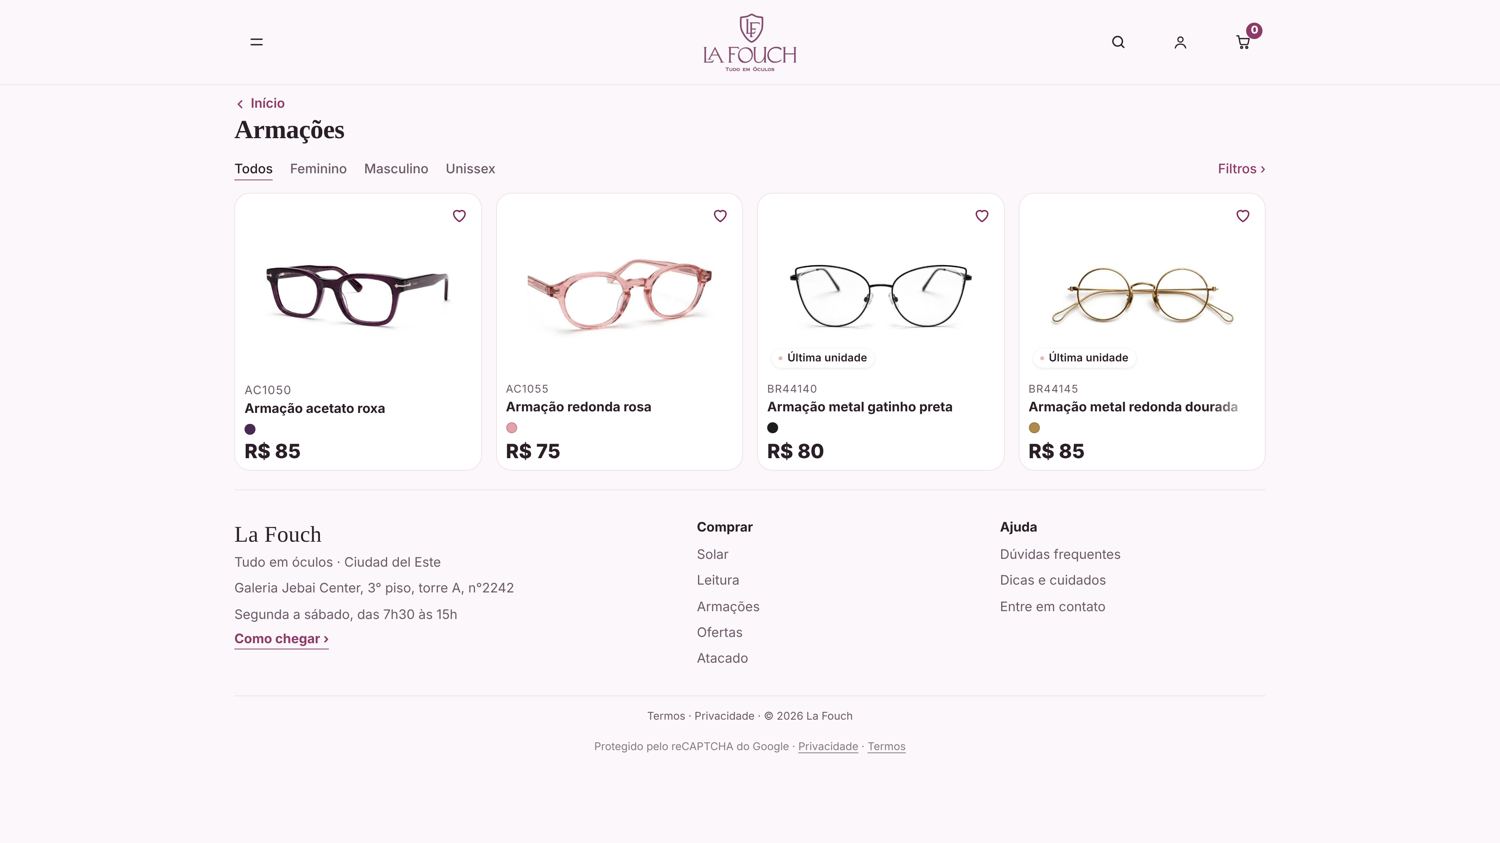 LF
LA FOUCH
Tudo em Óculos
0
Início
Armações
Todos Feminino Masculino Unissex Filtros ›
Última unidade
Última unidade
AC1050
Armação acetato roxa
R$ 85
AC1055
Armação redonda rosa
R$ 75
BR44140
Armação metal gatinho preta
R$ 80
BR44145
Armação metal redonda dourada
R$ 85
La Fouch
Tudo em óculos · Ciudad del Este
Galeria Jebai Center, 3° piso, torre A, n°2242
Segunda a sábado, das 7h30 às 15h
Como chegar ›
Comprar
Solar
Leitura
Armações
Ofertas
Atacado
Ajuda
Dúvidas frequentes
Dicas e cuidados
Entre em contato
Termos · Privacidade · © 2026 La Fouch
Protegido pelo reCAPTCHA do Google · Privacidade · Termos